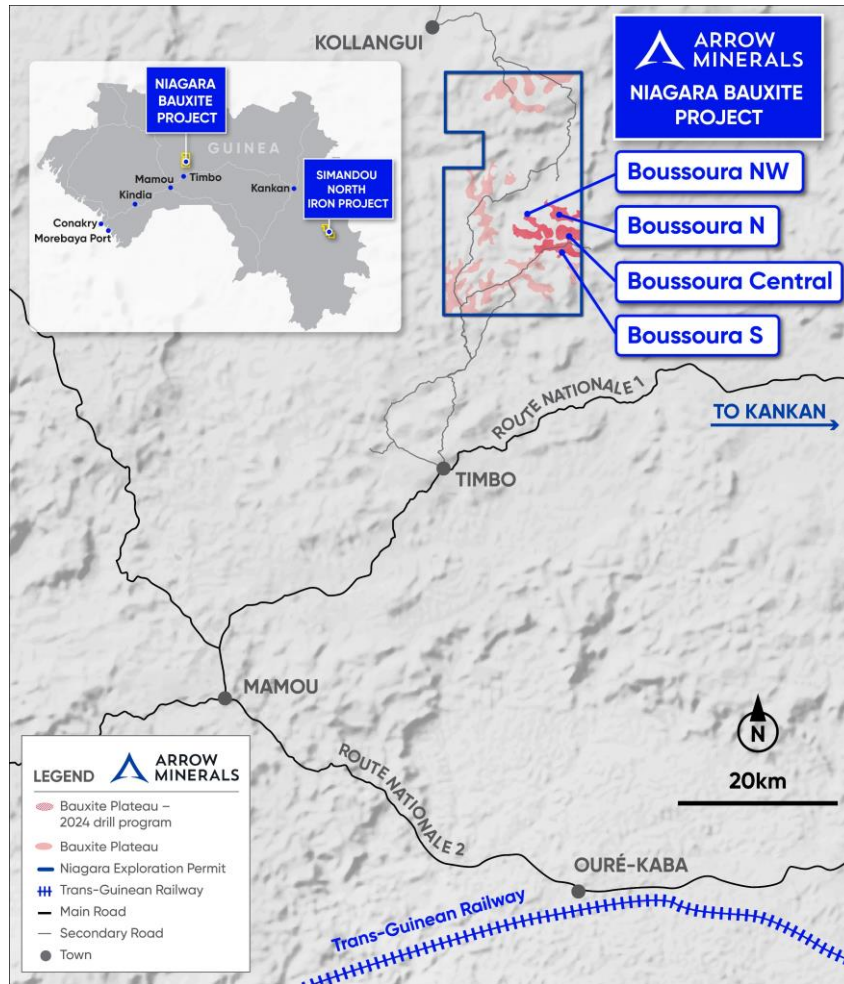 KOLLANGUI
ARROW
MINERALS
NIAGARA BAUXITE
PROJECT
NIAGARA
BAUXITE
PROJECT
GUINEA
SIMANDOU
NORTH
IRON PROJECT
Mamou
Timbo
Kindia
Kankan
Conakry
Morebaya Port
Boussoura NW
Boussoura N
Boussoura Central
Boussoura S
ROUTE NATIONALE 1
TO KANKAN
TIMBO
MAMOU
ROUTE NATIONALE 2
N
20km
OURÉ-KABA
Trans-Guinean Railway
LEGEND
ARROW
MINERALS
Bauxite Plateau –
2024 drill program
Bauxite Plateau
Niagara Exploration Permit
Trans-Guinean Railway
Main Road
Secondary Road
Town